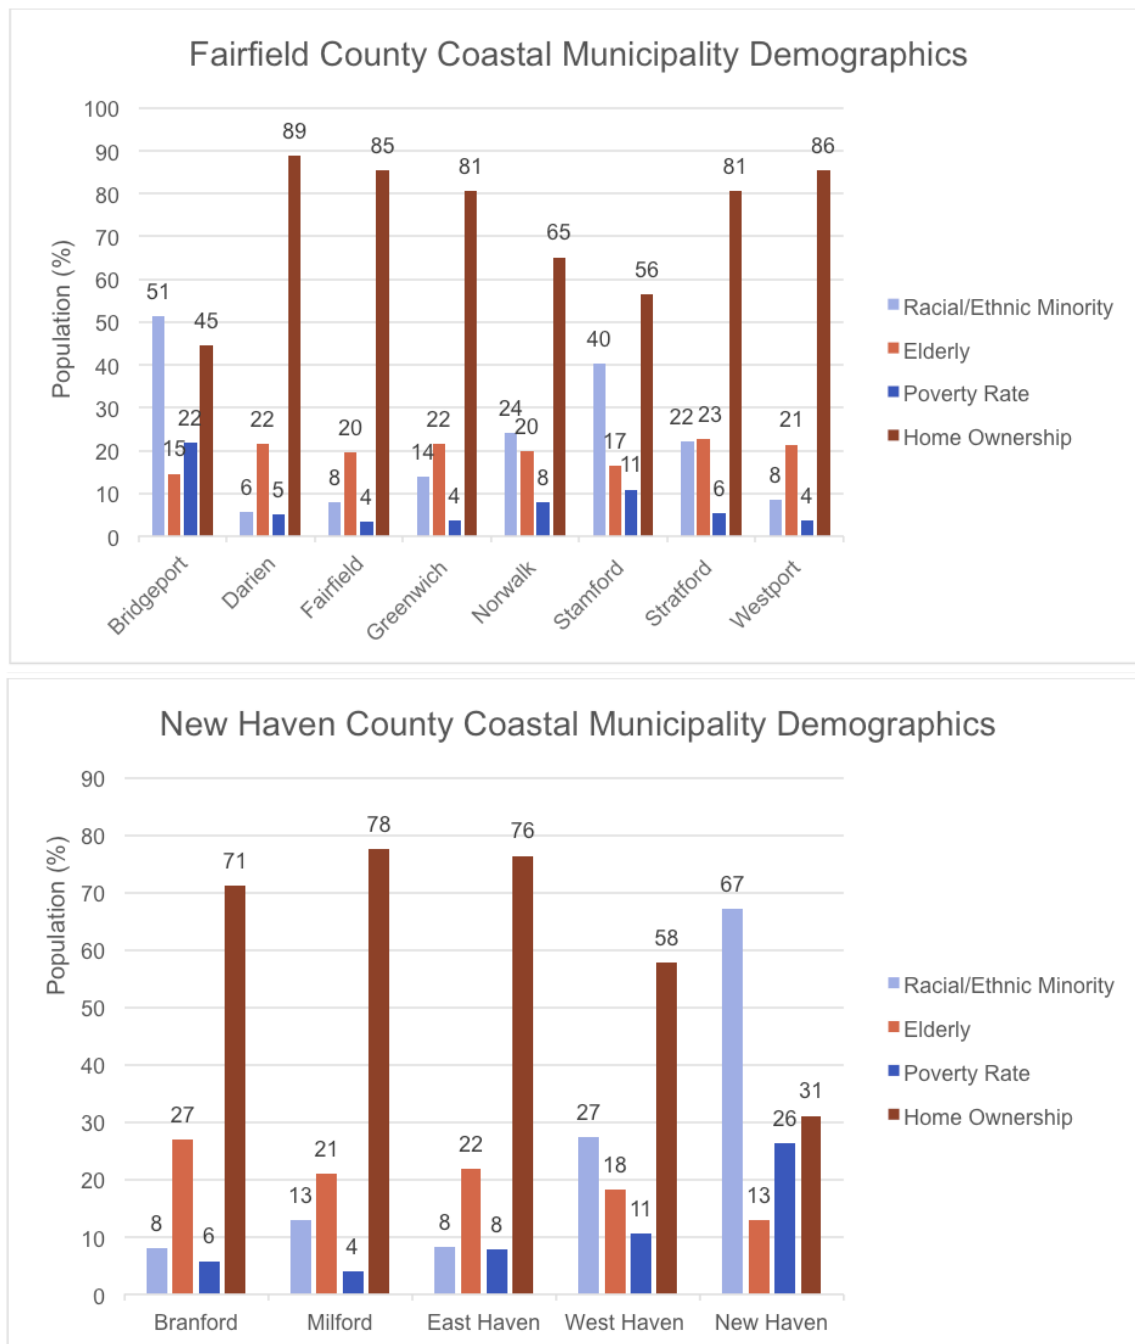 Fairfield County Coastal Municipality Demographics
Population (%)
100
90
80
70
60
50
40
30
20
10
0
51
15
22
45
6
22
5
89
8
20
4
85
14
22
4
81
24
20
8
65
40
17
11
56
22
23
6
81
8
21
4
86
Bridgeport
Darien
Fairfield
Greenwich
Norwalk
Stamford
Stratford
Westport
Racial/Ethnic Minority
Elderly
Poverty Rate
Home Ownership
New Haven County Coastal Municipality Demographics
Population (%)
90
80
70
60
50
40
30
20
10
0
8
27
6
71
13
21
4
78
8
22
8
76
27
18
11
58
67
13
26
31
Branford
Milford
East Haven
West Haven
New Haven
Racial/Ethnic Minority
Elderly
Poverty Rate
Home Ownership